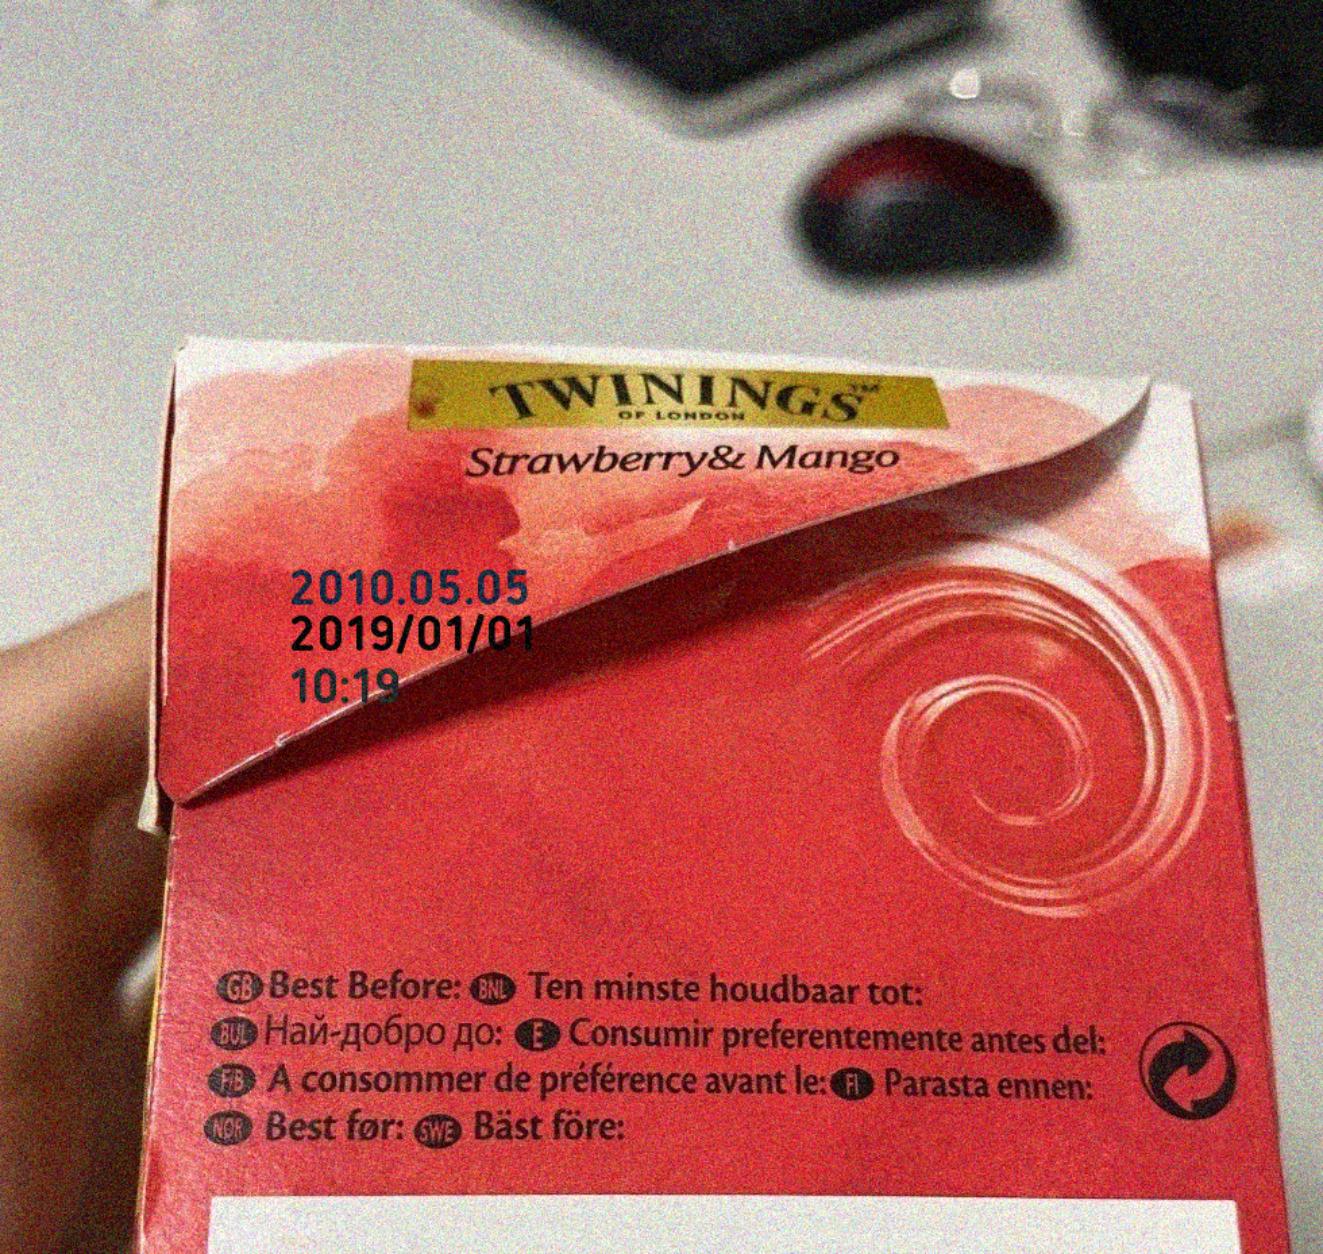 TWININGS™
OF LONDON
Strawberry& Mango
2010.05.05
2019/01/01
10:19
GB Best Before: BNL Ten minste houdbaar tot:
BUL Най-добро до: E Consumir preferentemente antes del:
F/B A consommer de préférence avant le: FI Parasta ennen:
NOR Best før: SWE Bäst före: